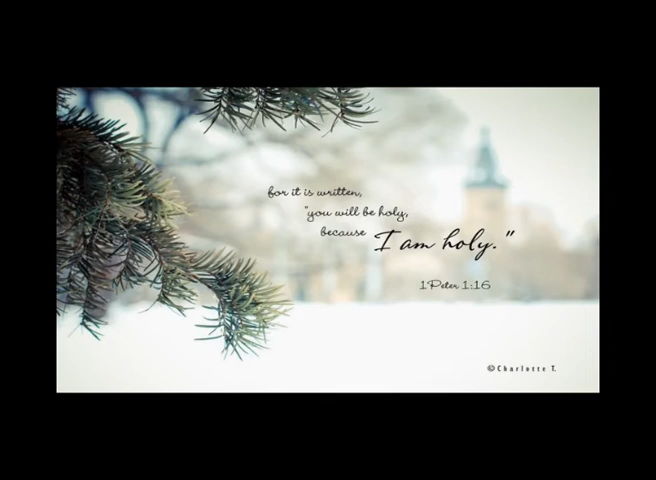 for it is written,
"you will be holy,
because I am holy."
1 Peter 1:16
©Charlotte T.